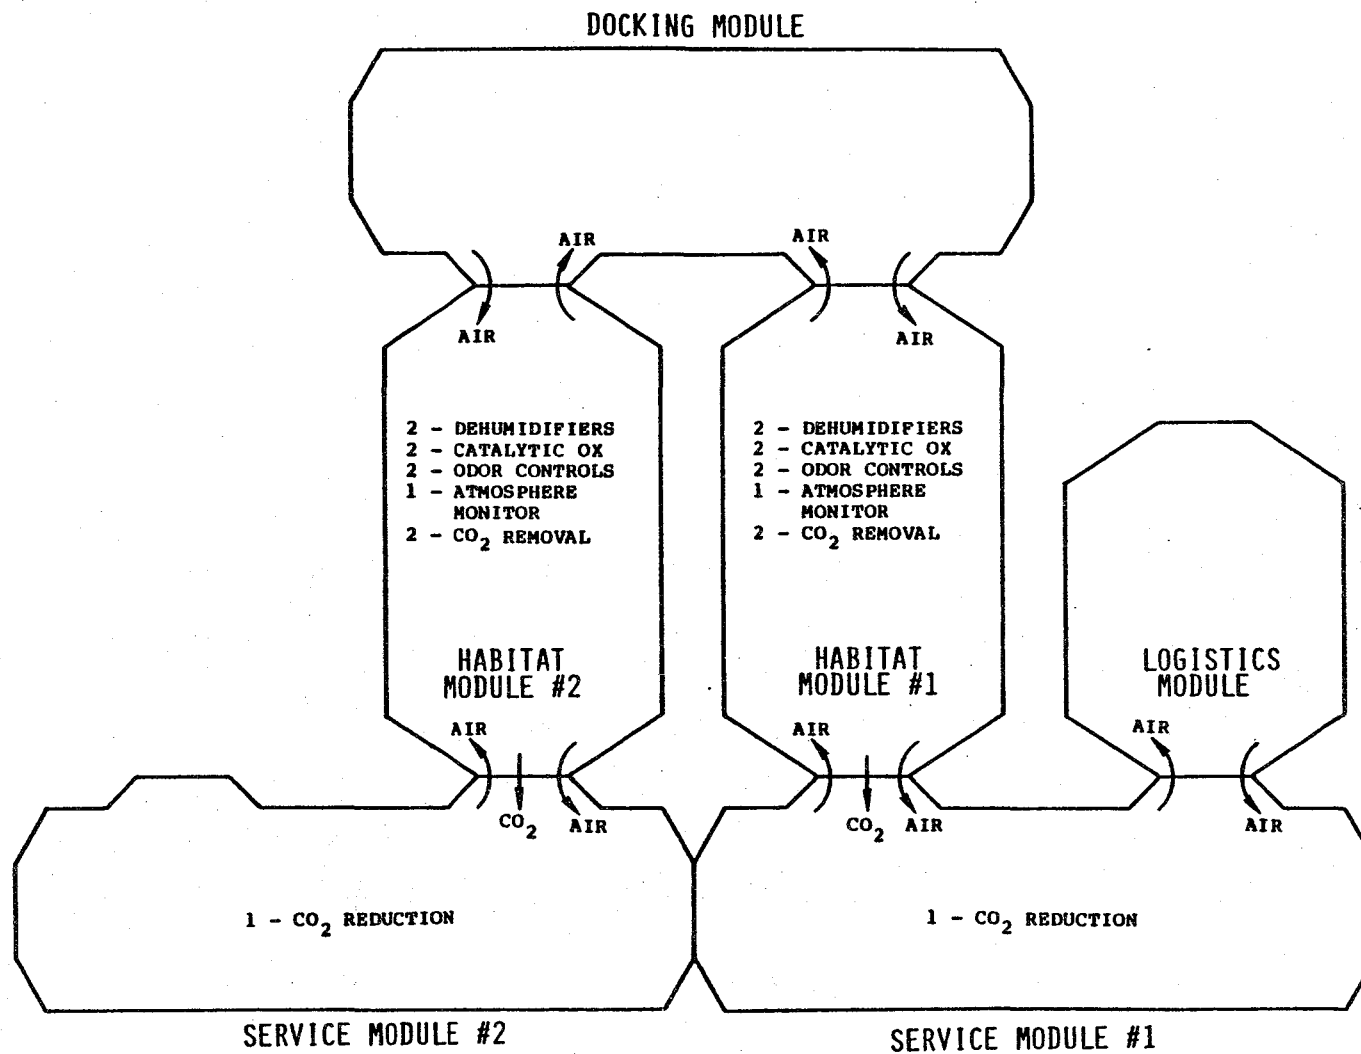 DOCKING MODULE
AIR
AIR
AIR
AIR
2 - DEHUMIDIFIERS
2 - CATALYTIC OX
2 - ODOR CONTROLS
1 - ATMOSPHERE
MONITOR
2 - CO2 REMOVAL
2 - DEHUMIDIFIERS
2 - CATALYTIC OX
2 - ODOR CONTROLS
1 - ATMOSPHERE
MONITOR
2 - CO2 REMOVAL
HABITAT
MODULE #2
HABITAT
MODULE #1
LOGISTICS
MODULE
AIR
AIR
AIR
CO2
AIR
CO2
AIR
AIR
1 - CO2 REDUCTION
1 - CO2 REDUCTION
SERVICE MODULE #2
SERVICE MODULE #1